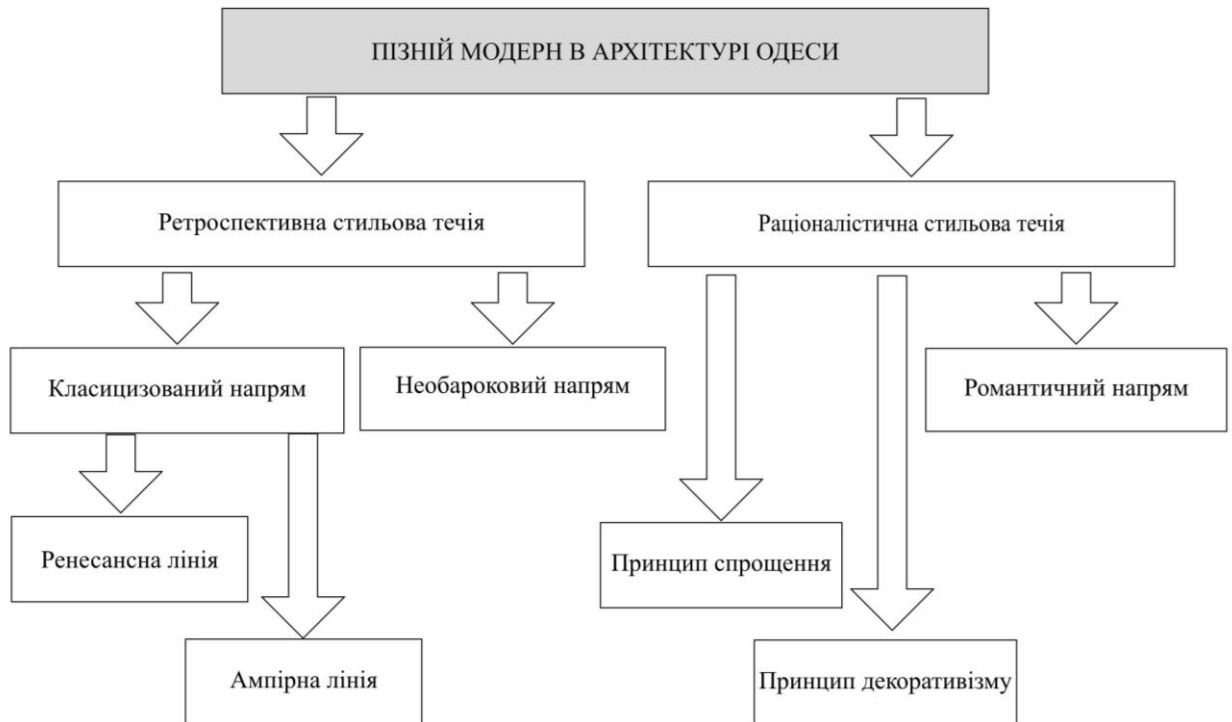 ПІЗНІЙ МОДЕРН В АРХІТЕКТУРІ ОДЕСИ
Ретроспективна стильова течія
Раціоналістична стильова течія
Класицизований напрям
Необароковий напрям
Романтичний напрям
Ренесансна лінія
Принцип спрощення
Ампірна лінія
Принцип декоративізму